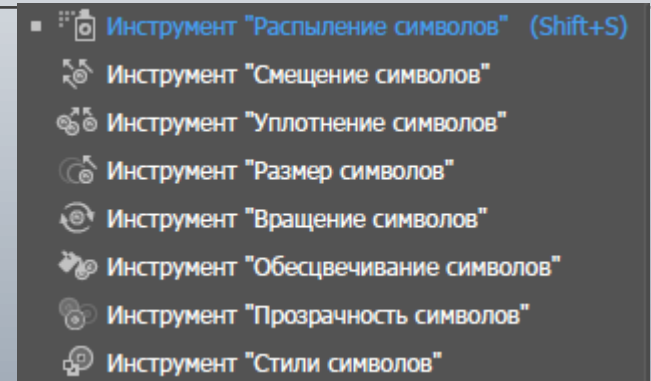 Инструмент "Распыление символов" (Shift+S)
Инструмент "Смещение символов"
Инструмент "Уплотнение символов"
Инструмент "Размер символов"
Инструмент "Вращение символов"
Инструмент "Обесцвечивание символов"
Инструмент "Прозрачность символов"
Инструмент "Стили символов"